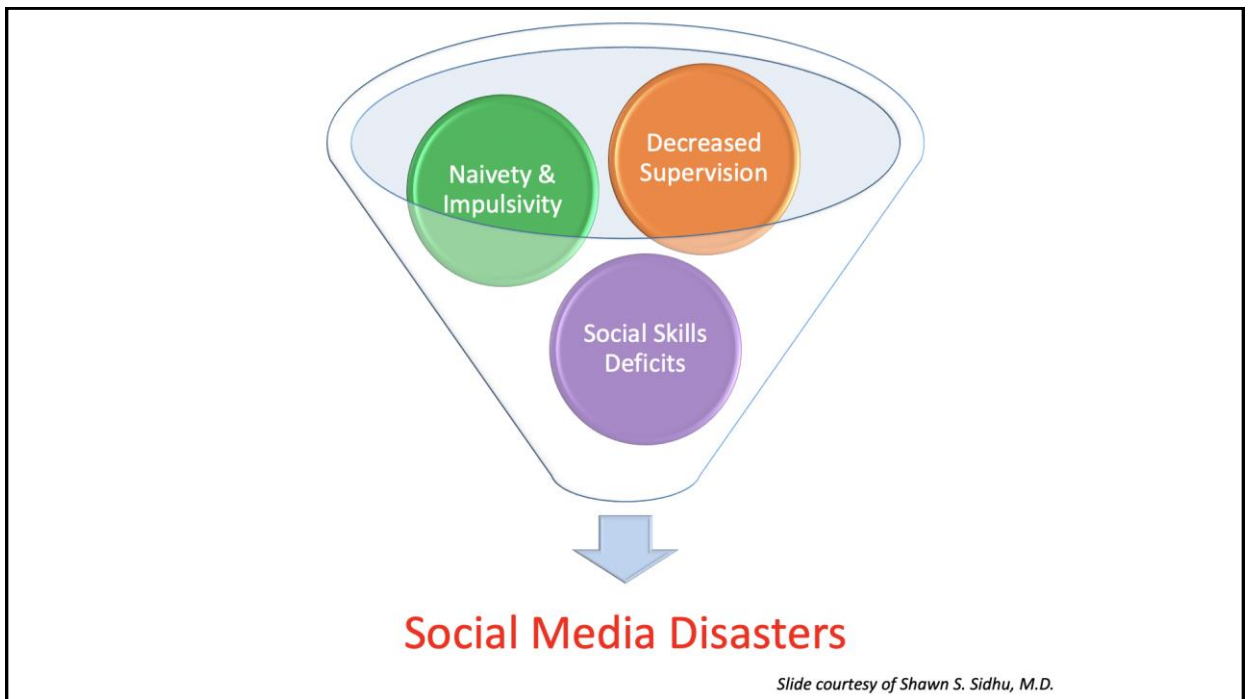 Naivety &
Impulsivity
Decreased
Supervision
Social Skills
Deficits
Social Media Disasters
Slide courtesy of Shawn S. Sidhu, M.D.